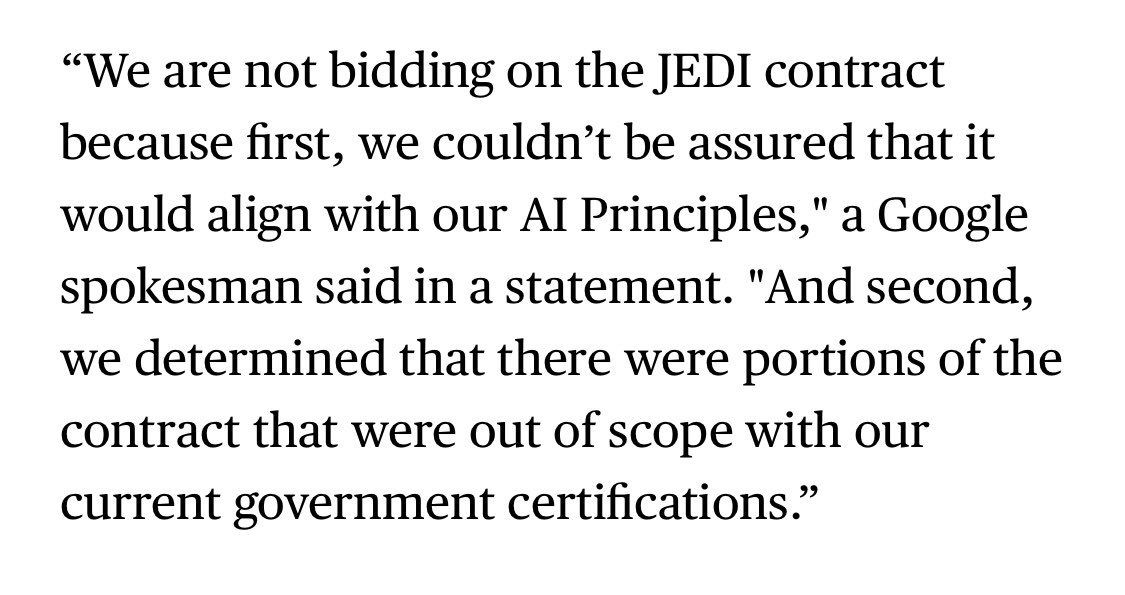 “We are not bidding on the JEDI contract
because first, we couldn’t be assured that it
would align with our AI Principles," a Google
spokesman said in a statement. "And second,
we determined that there were portions of the
contract that were out of scope with our
current government certifications.”